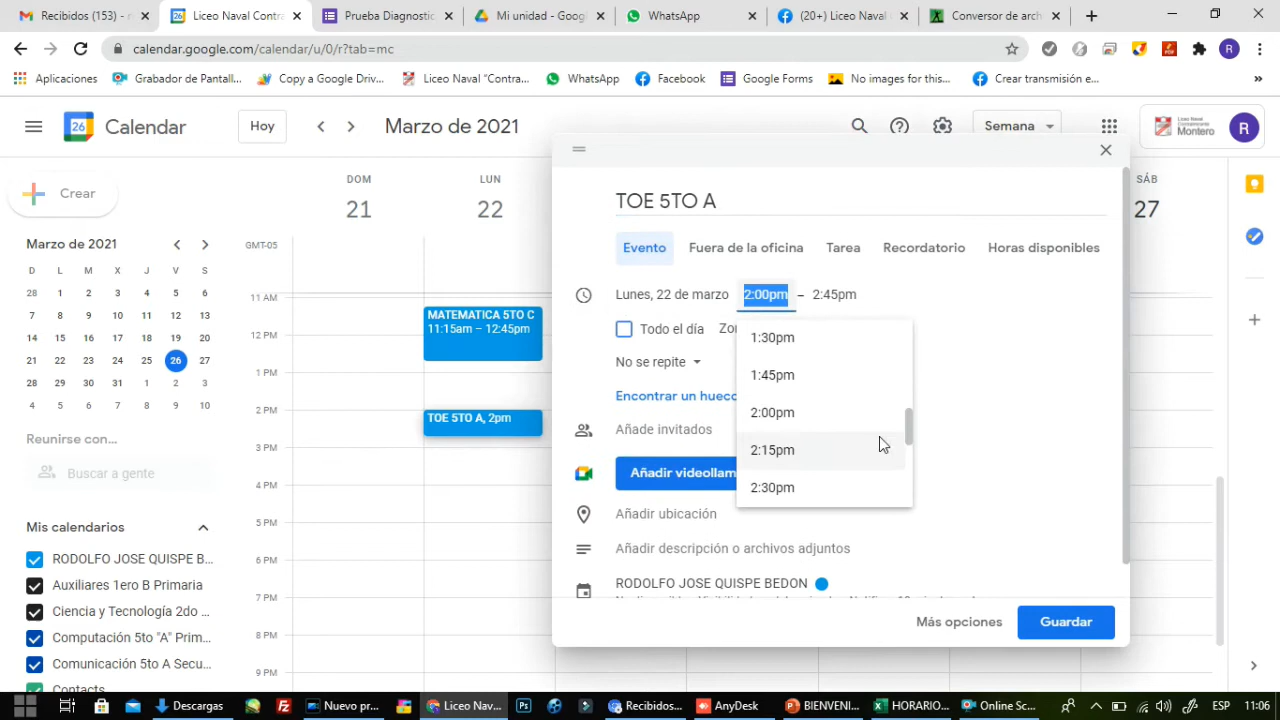 Recibidos (153) - r
Liceo Naval Contra
Prueba Diagnostic
Mi unidad - Goog
WhatsApp
(20+) Liceo Naval
Conversor de arch
calendar.google.com/calendar/u/0/r?tab=mc
R
Aplicaciones
Grabador de Pantall...
Copy a Google Driv...
Liceo Naval "Contra...
WhatsApp
Facebook
Google Forms
No images for this...
Crear transmisión e...
»
26
Calendar
Hoy
Marzo de 2021
Semana
Liceo Naval
Contralmirante
Montero
R
Crear
DOM
21
LUN
22
SÁB
27
Marzo de 2021
D L M X J V S
28 1 2 3 4 5 6
7 8 9 10 11 12 13
14 15 16 17 18 19 20
21 22 23 24 25 26 27
28 29 30 31 1 2 3
4 5 6 7 8 9 10
Reunirse con...
Buscar a gente
Mis calendarios
RODOLFO JOSE QUISPE B...
Auxiliares 1ero B Primaria
Ciencia y Tecnología 2do ...
Computación 5to "A" Prim...
Comunicación 5to A Secu...
Contacts
GMT-05
11 AM
12 PM
1 PM
2 PM
3 PM
4 PM
5 PM
6 PM
7 PM
8 PM
9 PM
MATEMATICA 5TO C
11:15am – 12:45pm
TOE 5TO A, 2pm
TOE 5TO A
Evento
Fuera de la oficina
Tarea
Recordatorio
Horas disponibles
Lunes, 22 de marzo 2:00pm – 2:45pm
Todo el día Zo
No se repite
Encontrar un huec
Añade invitados
Añadir videollam
Añadir ubicación
Añadir descripción o archivos adjuntos
RODOLFO JOSE QUISPE BEDON
1:30pm
1:45pm
2:00pm
2:15pm
2:30pm
Más opciones
Guardar
Descargas
Nuevo pr...
Liceo Nav...
Recibidos...
AnyDesk
BIENVENI...
HORARIO...
Online Sc...
ESP
11:06